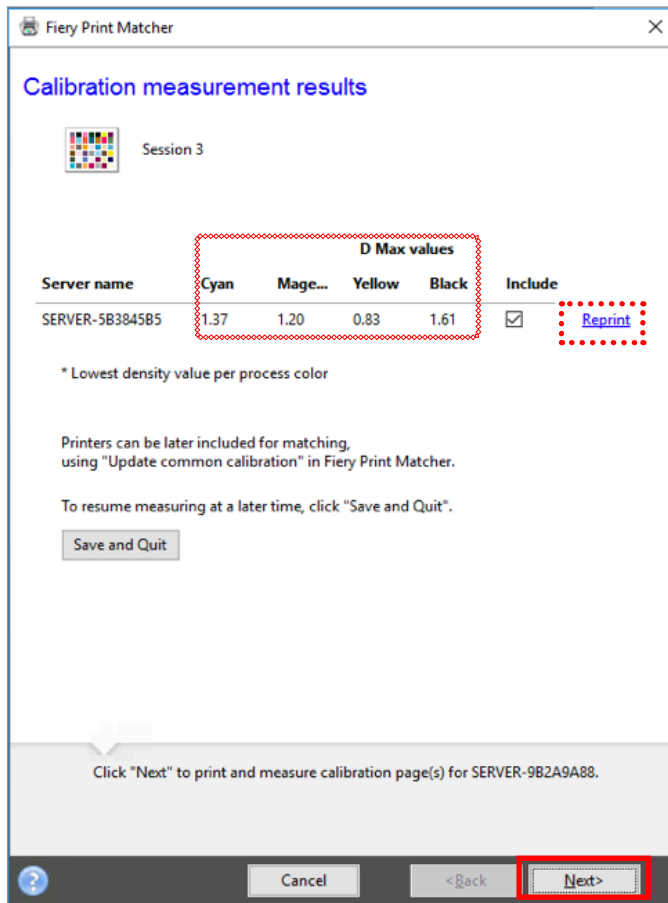 Fiery Print Matcher
Calibration measurement results
Session 3
D Max values
Server name Cyan Mage... Yellow Black Include
SERVER-5B3845B5 1.37 1.20 0.83 1.61 Reprint
* Lowest density value per process color
Printers can be later included for matching,
using "Update common calibration" in Fiery Print Matcher.
To resume measuring at a later time, click "Save and Quit".
Save and Quit
Click "Next" to print and measure calibration page(s) for SERVER-9B2A9A88.
? Cancel <Back Next>